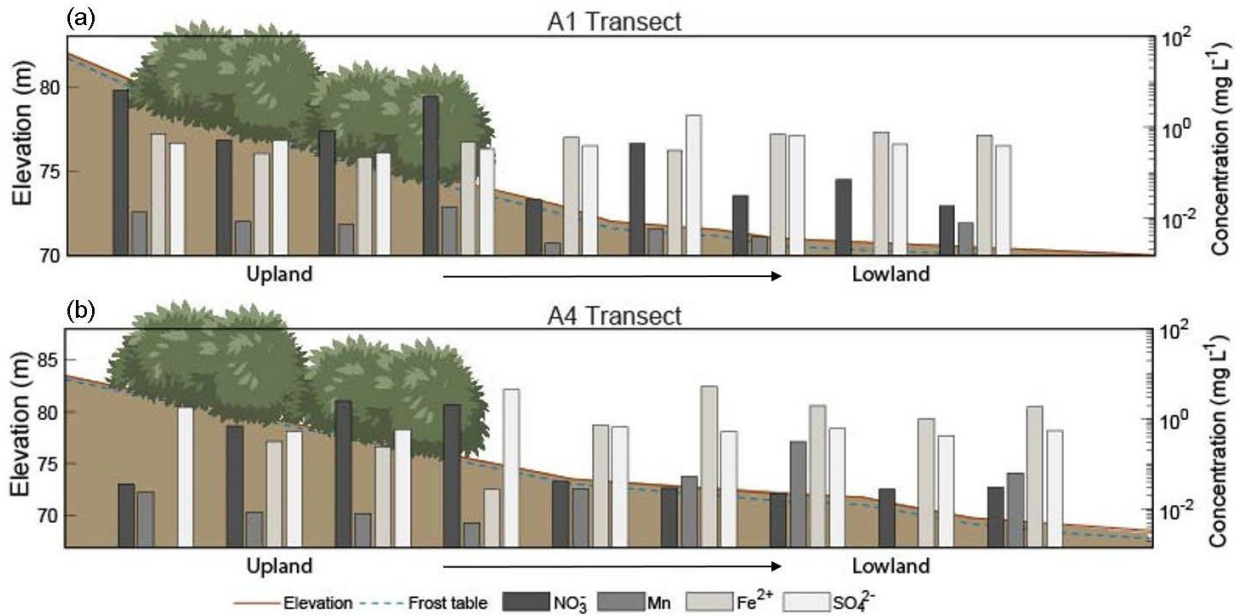 (a)
A1 Transect
Elevation (m)
80
75
70
10²
10⁰
10⁻²
Concentration (mg L⁻¹)
Upland
Lowland
(b)
A4 Transect
Elevation (m)
85
80
75
70
10²
10⁰
10⁻²
Concentration (mg L⁻¹)
Upland
Lowland
Elevation Frost table NO₃⁻ Mn Fe²⁺ SO₄²⁻